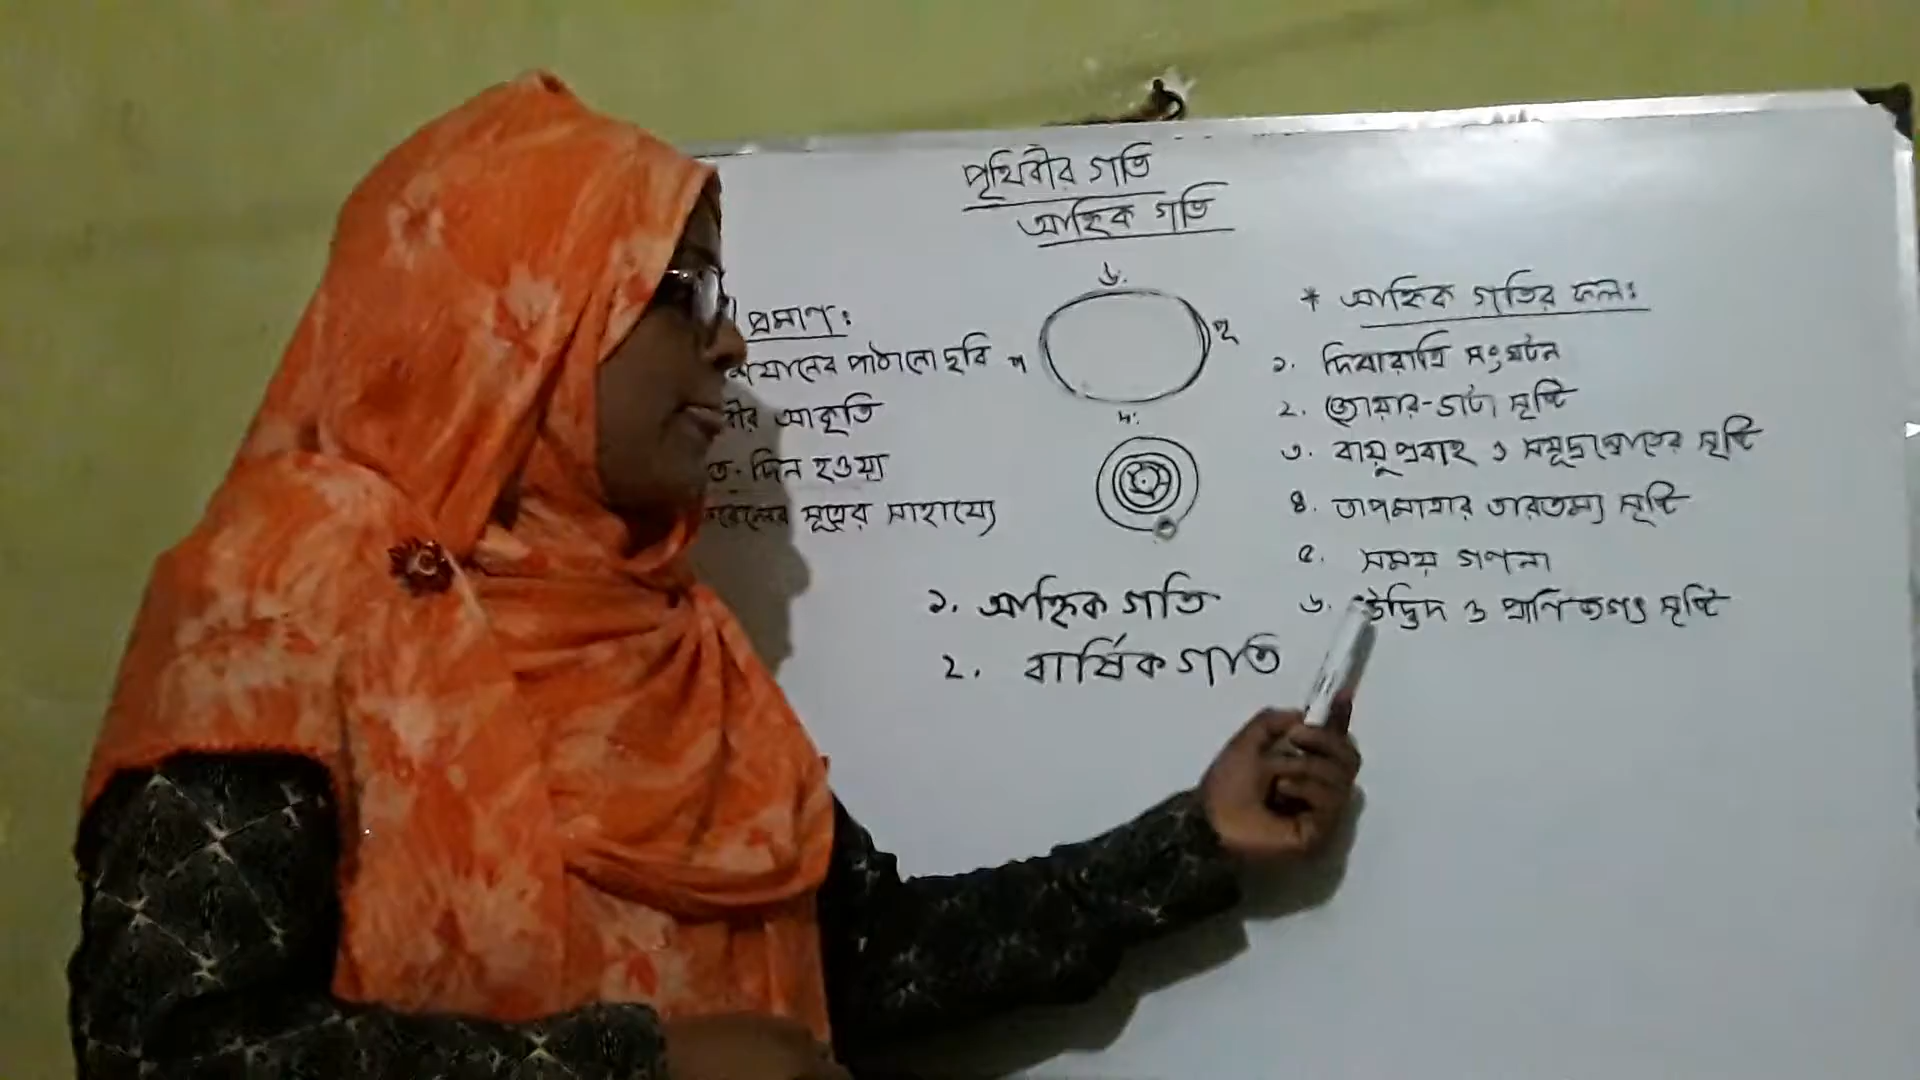 পৃথিবীর গতি
আহ্নিক গতি
প্রমাণ:
পাঠানো ছবি
আকৃতি
দিন হওয়া
সূত্রের সাহায্যে
উ.
পূ
প
দ.
১. আহ্নিক গতি
২. বার্ষিক গতি
* আহ্নিক গতির ফল:
১. দিবারাত্রি সংঘটন
২. জোয়ার-ভাটা সৃষ্টি
৩. বায়ুপ্রবাহ ও সমুদ্রস্রোতের সৃষ্টি
৪. তাপমাত্রার তারতম্য সৃষ্টি
৫. সময় গণনা
৬. উদ্ভিদ ও প্রাণিজগৎ সৃষ্টি